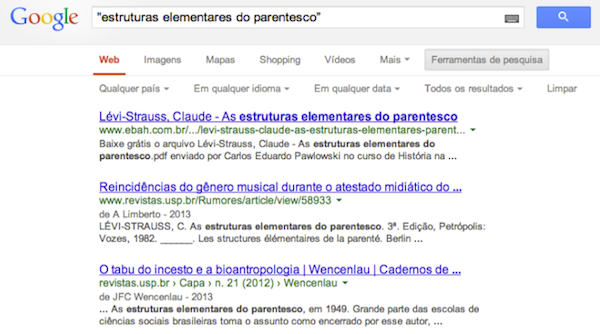 Google "estruturas elementares do parentesco"
Web Imagens Mapas Shopping Vídeos Mais Ferramentas de pesquisa
Qualquer país Em qualquer idioma Em qualquer data Todos os resultados Limpar
Lévi-Strauss, Claude - As estruturas elementares do parentesco
www.ebah.com.br/.../levi-strauss-claude-as-estruturas-elementares-parent...
Baixe grátis o arquivo Lévi-Strauss, Claude - As estruturas elementares do
parentesco.pdf enviado por Carlos Eduardo Pawlowski no curso de História na ...
Reincidências do gênero musical durante o atestado midiático do ...
www.revistas.usp.br/Rumores/article/view/58933
de A Limberto - 2013
LÉVI-STRAUSS, C. As estruturas elementares do parentesco. 3ª. Edição, Petrópolis:
Vozes, 1982. ______. Les structures élémentaires de la parenté. Berlin ...
O tabu do incesto e a bioantropologia | Wencenlau | Cadernos de ...
revistas.usp.br › Capa › n. 21 (2012) › Wencenlau
de JFC Wencenlau - 2013
... As estruturas elementares do parentesco, em 1949. Grande parte das escolas de
ciências sociais brasileiras toma o assunto como encerrado por esse autor, ...